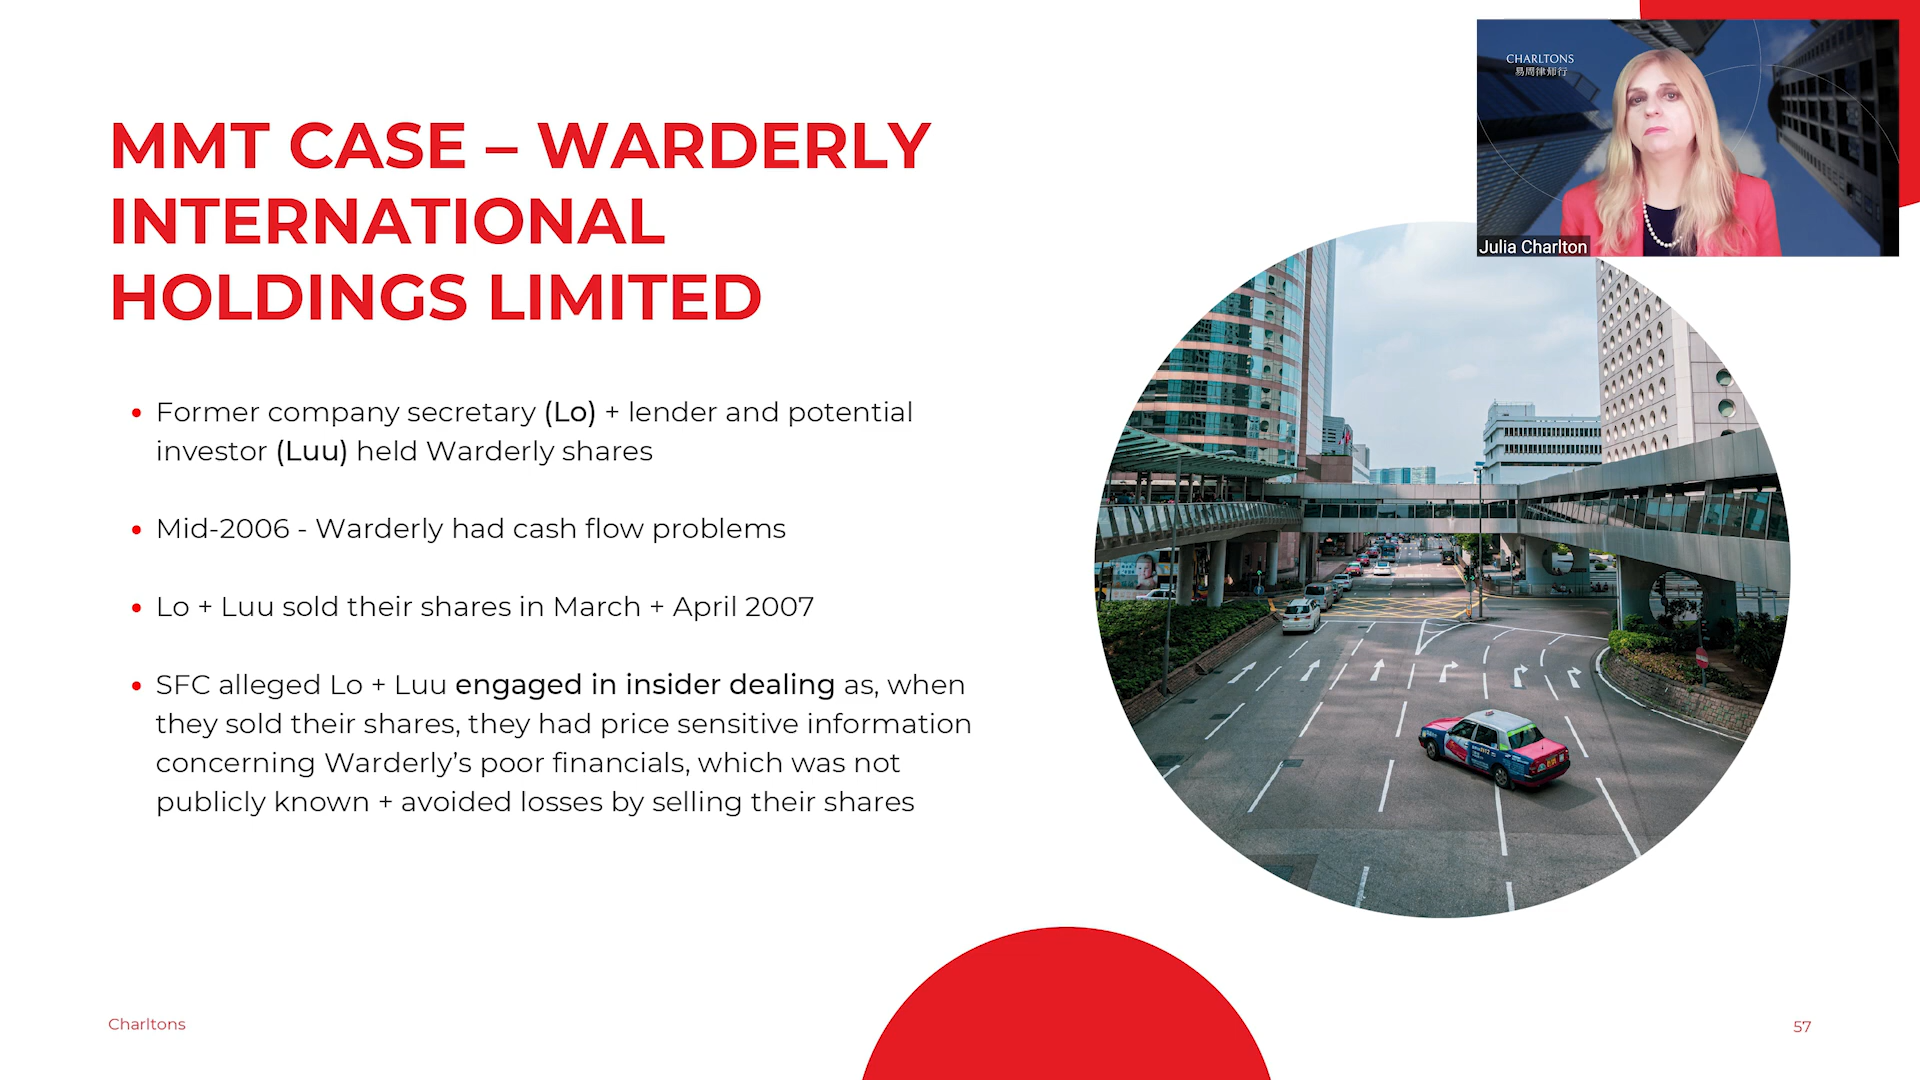 CHARLTONS
易周律师行
Julia Charlton
MMT CASE – WARDERLY
INTERNATIONAL
HOLDINGS LIMITED
• Former company secretary (Lo) + lender and potential
investor (Luu) held Warderly shares
• Mid-2006 - Warderly had cash flow problems
• Lo + Luu sold their shares in March + April 2007
• SFC alleged Lo + Luu engaged in insider dealing as, when
they sold their shares, they had price sensitive information
concerning Warderly’s poor financials, which was not
publicly known + avoided losses by selling their shares
Charltons
57